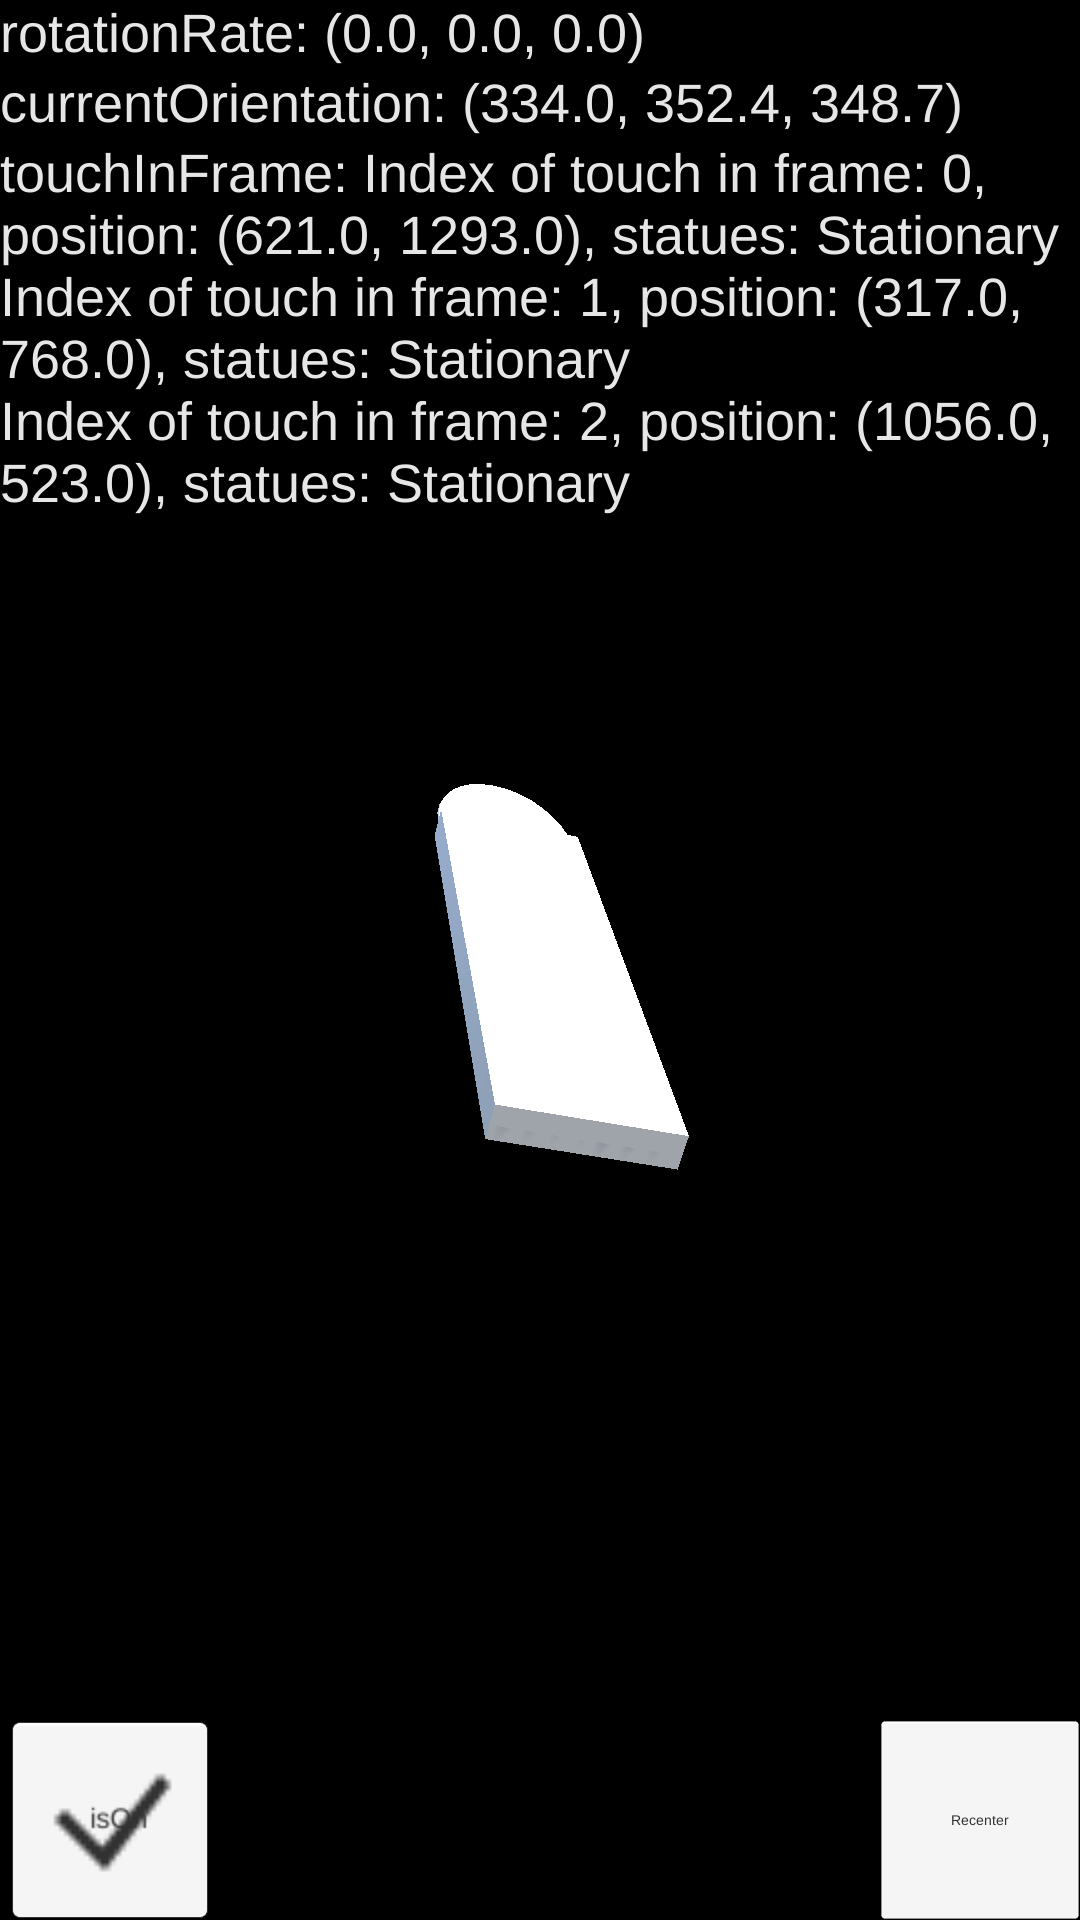 rotationRate: (0.0, 0.0, 0.0)
currentOrientation: (334.0, 352.4, 348.7)
touchInFrame: Index of touch in frame: 0,
position: (621.0, 1293.0), statues: Stationary
Index of touch in frame: 1, position: (317.0,
768.0), statues: Stationary
Index of touch in frame: 2, position: (1056.0,
523.0), statues: Stationary
isOn
Recenter